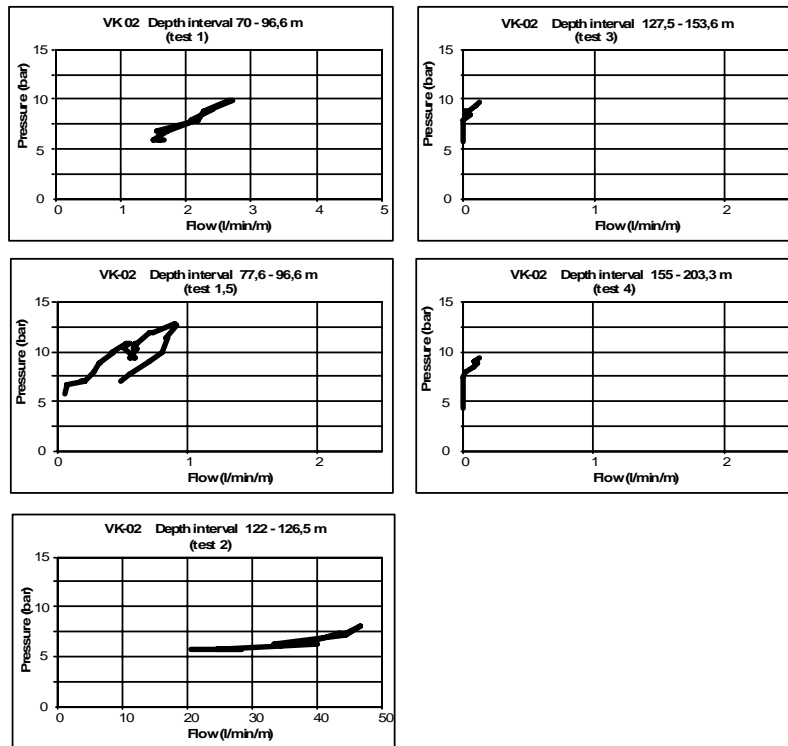 VK 02 Depth interval 70 - 96,6 m
(test 1)
Pressure (bar)
15
10
5
0
0 1 2 3 4 5
Flow (l/min/m)
VK-02 Depth interval 127,5 - 153,6 m
(test 3)
Pressure (bar)
15
10
5
0
0 1 2
Flow (l/min/m)
VK-02 Depth interval 77,6 - 96,6 m
(test 1,5)
Pressure (bar)
15
10
5
0
0 1 2
Flow (l/min/m)
VK-02 Depth interval 155 - 203,3 m
(test 4)
Pressure (bar)
15
10
5
0
0 1 2
Flow (l/min/m)
VK-02 Depth interval 122 - 126,5 m
(test 2)
Pressure (bar)
15
10
5
0
0 10 20 30 40 50
Flow (l/min/m)